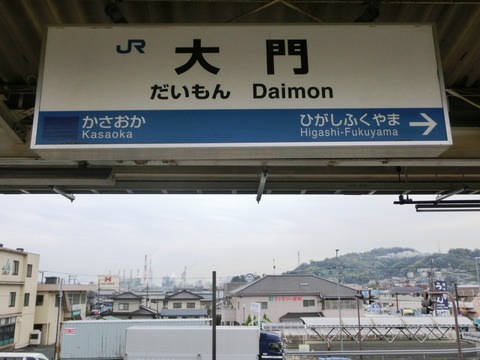 JR 大門
だいもん Daimon
かさおか ひがしふくやま
Kasaoka Higashi-Fukuyama